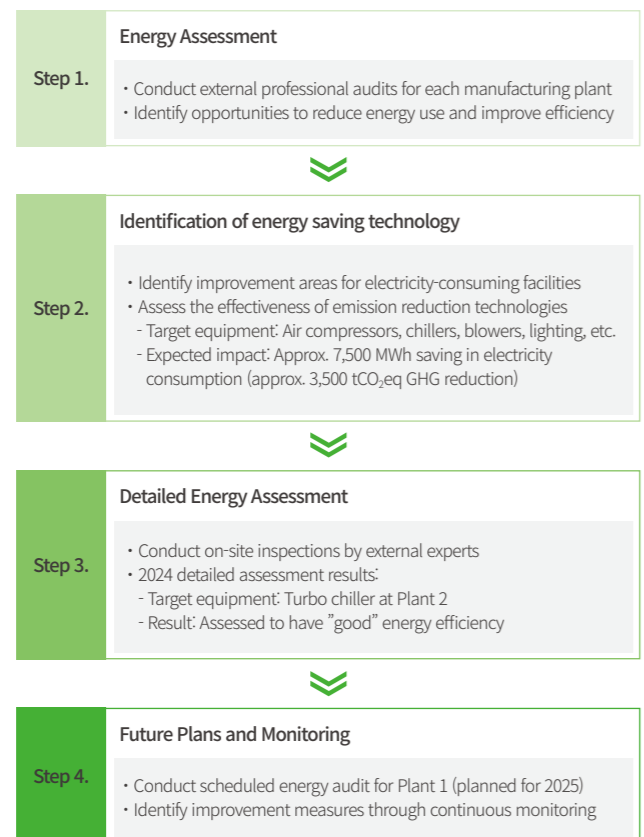 Energy Assessment
Step 1.
・Conduct external professional audits for each manufacturing plant
・Identify opportunities to reduce energy use and improve efficiency
Identification of energy saving technology
Step 2.
・Identify improvement areas for electricity-consuming facilities
・Assess the effectiveness of emission reduction technologies
- Target equipment: Air compressors, chillers, blowers, lighting, etc.
- Expected impact: Approx. 7,500 MWh saving in electricity
consumption (approx. 3,500 tCO₂eq GHG reduction)
Detailed Energy Assessment
Step 3.
・Conduct on-site inspections by external experts
・2024 detailed assessment results:
- Target equipment: Turbo chiller at Plant 2
- Result: Assessed to have ”good” energy efficiency
Future Plans and Monitoring
Step 4.
・Conduct scheduled energy audit for Plant 1 (planned for 2025)
・Identify improvement measures through continuous monitoring